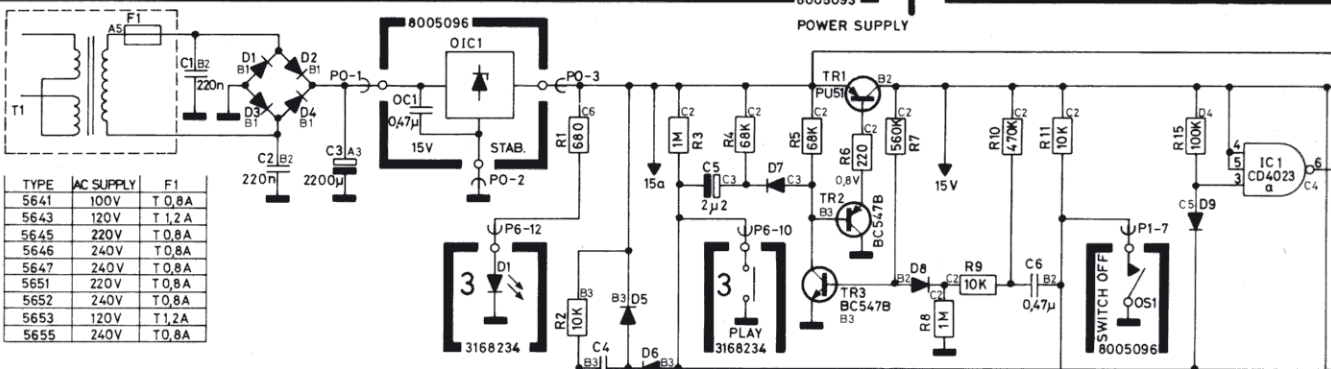 8005093
POWER SUPPLY
F1
A5
C1 B2
220n
T1
D1
B1
D2
B1
D3
B1
D4
B1
C2 B2
220n
C3 A3
2200µ
PO-1
8005096
OIC1
OC1
0,47µ
15V
STAB.
PO-2
PO-3
TYPE AC SUPPLY F1
5641 100V T 0,8A
5643 120V T 1,2A
5645 220V T 0,8A
5646 240V T 0,8A
5647 240V T 0,8A
5651 220V T 0,8A
5652 240V T 0,8A
5653 120V T 1,2A
5655 240V T 0,8A
C6
R1
680
P6-12
3
D1
3168234
15a
C2
1M
R3
C2
R4
68K
C5
C3
2µ2
D7
C3
C2
R5
68K
TR1
PU51
B2
C2
R6
220
0,8V
C2
560K
R7
TR2
B3
BC547B
P6-10
3
PLAY
3168234
TR3
BC547B
B3
B3
R2
10K
B3 D5
C4
B3
D6
B3
15V
C2
R10
470K
C2
R11
10K
B2
D8
C2
R9
10K
C2
R8
1M
C2
C6
B2
0,47µ
P1-7
SWITCH OFF
OS1
8005096
D4
R15
100K
4
5
3
IC1
CD4023
a
6
C4
C5
D9